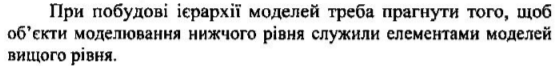 При побудові ієрархії моделей треба прагнути того, щоб
об'єкти моделювання нижчого рівня служили елементами моделей
вищого рівня.